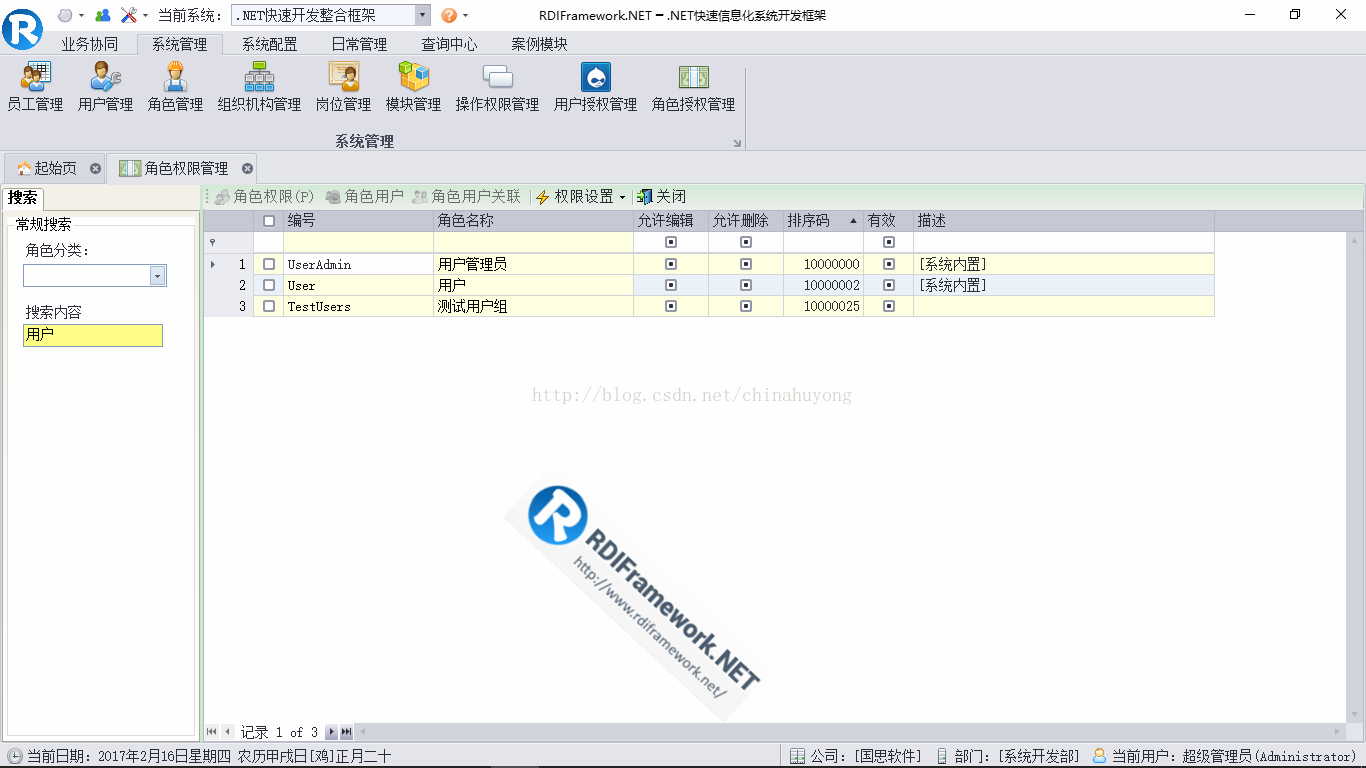 当前系统： .NET快速开发整合框架 RDIFramework.NET － .NET快速信息化系统开发框架
业务协同 系统管理 系统配置 日常管理 查询中心 案例模块
员工管理 用户管理 角色管理 组织机构管理 岗位管理 模块管理 操作权限管理 用户授权管理 角色授权管理
系统管理
起始页 角色权限管理
搜索
常规搜索
角色分类:
搜索内容
用户
角色权限(P) 角色用户 角色用户关联 权限设置 关闭
编号 角色名称 允许编辑 允许删除 排序码 有效 描述
1 UserAdmin 用户管理员 10000000 [系统内置]
2 User 用户 10000002 [系统内置]
3 TestUsers 测试用户组 10000025
http://blog.csdn.net/chinahuyong
RDIFramework.NET
http://www.rdiframework.net/
记录 1 of 3
当前日期：2017年2月16日星期四 农历甲戌日[鸡]正月二十 公司：[国思软件] 部门：[系统开发部] 当前用户：超级管理员(Administrator)